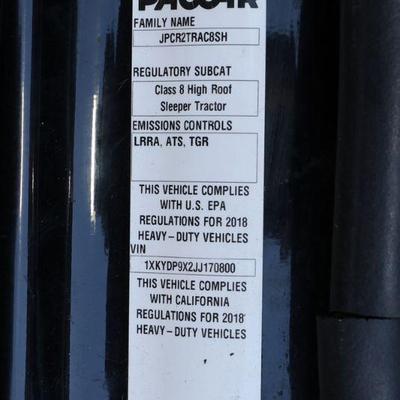 PACCAR
FAMILY NAME
JPCR2TRAC8SH
REGULATORY SUBCAT
Class 8 High Roof
Sleeper Tractor
EMISSIONS CONTROLS
LRRA, ATS, TGR
THIS VEHICLE COMPLIES
WITH U.S. EPA
REGULATIONS FOR 2018
HEAVY-DUTY VEHICLES
VIN
1XKYDP9X2JJ170800
THIS VEHICLE COMPLIES
WITH CALIFORNIA
REGULATIONS FOR 2018
HEAVY-DUTY VEHICLES